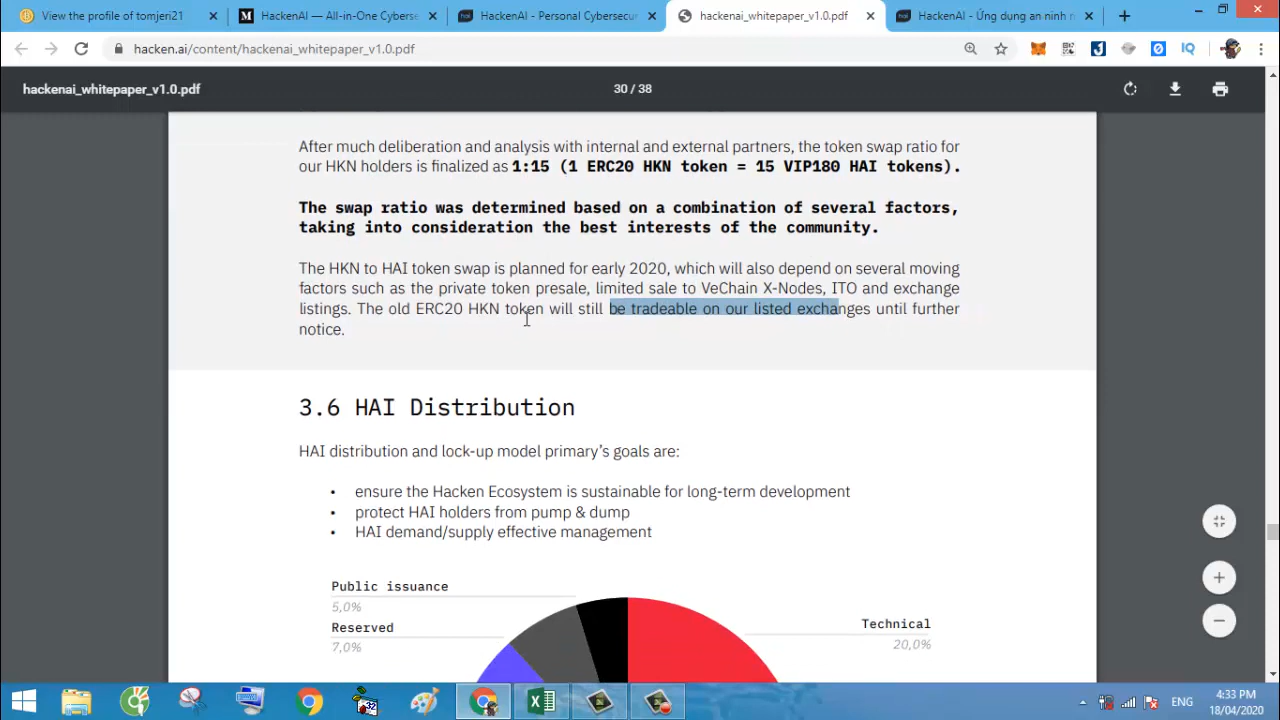 View the profile of tomjeri21
HackenAI — All-in-One Cyberse
HackenAI - Personal Cybersecur
hackenai_whitepaper_v1.0.pdf
HackenAI - Ứng dụng an ninh
hacken.ai/content/hackenai_whitepaper_v1.0.pdf
hackenai_whitepaper_v1.0.pdf
30 / 38
After much deliberation and analysis with internal and external partners, the token swap ratio for
our HKN holders is finalized as 1:15 (1 ERC20 HKN token = 15 VIP180 HAI tokens).
The swap ratio was determined based on a combination of several factors,
taking into consideration the best interests of the community.
The HKN to HAI token swap is planned for early 2020, which will also depend on several moving
factors such as the private token presale, limited sale to VeChain X-Nodes, ITO and exchange
listings. The old ERC20 HKN token will still be tradeable on our listed exchanges until further
notice.
3.6 HAI Distribution
HAI distribution and lock-up model primary's goals are:
• ensure the Hacken Ecosystem is sustainable for long-term development
• protect HAI holders from pump & dump
• HAI demand/supply effective management
Public issuance
5,0%
Reserved
7,0%
Technical
20,0%
ENG
4:33 PM
18/04/2020